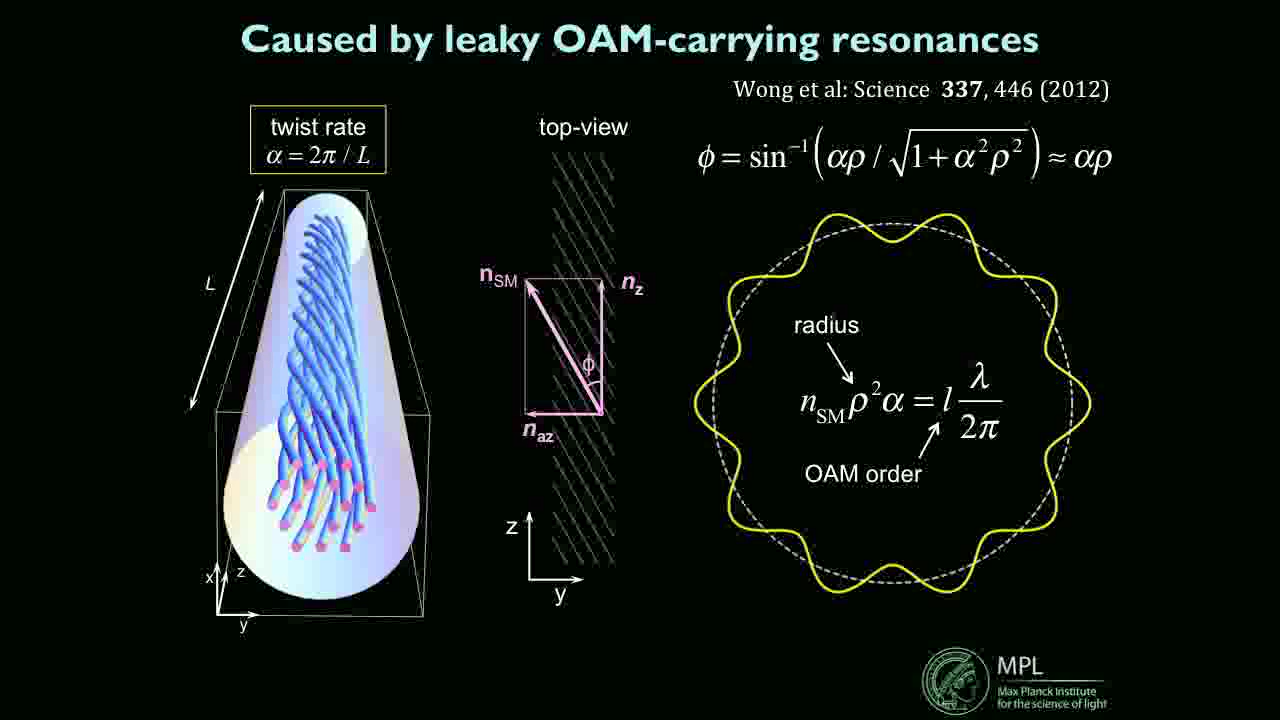 Caused by leaky OAM-carrying resonances
Wong et al: Science 337, 446 (2012)
twist rate
α = 2π / L
top-view
ϕ = sin⁻¹(αρ / √(1 + α²ρ²)) ≈ αρ
L
n_SM
n_z
ϕ
n_az
radius
n_SM ρ²α = l λ/2π
OAM order
z
y
x
z
y
MPL
Max Planck Institute
for the science of light